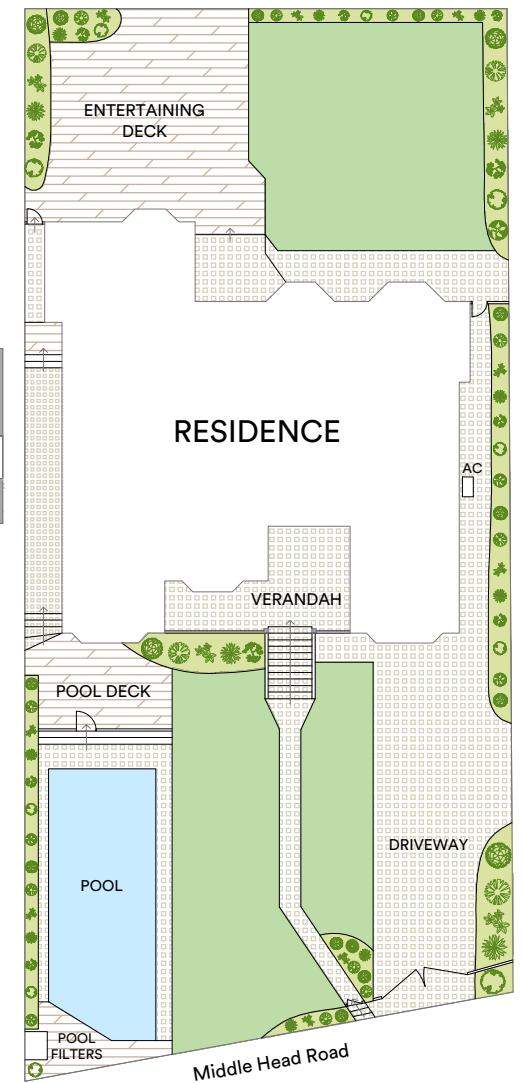 ENTERTAINING
DECK
RESIDENCE
AC
VERANDAH
POOL DECK
DRIVEWAY
POOL
POOL
FILTERS
Middle Head Road